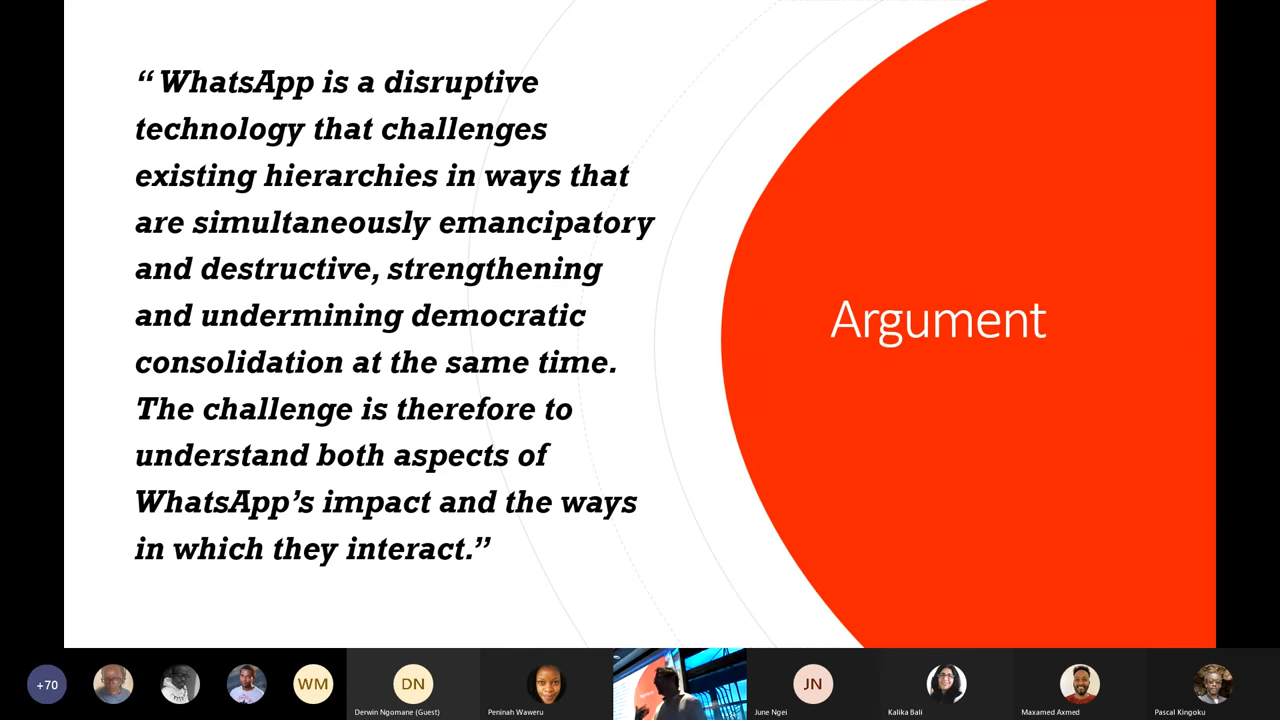 “ WhatsApp is a disruptive
technology that challenges
existing hierarchies in ways that
are simultaneously emancipatory
and destructive, strengthening
and undermining democratic
consolidation at the same time.
The challenge is therefore to
understand both aspects of
WhatsApp’s impact and the ways
in which they interact.”
Argument
+70
WM
DN
JN
Derwin Ngomane (Guest)
Peninah Waweru
June Ngei
Kalika Bali
Maxamed Axmed
Pascal Kingoku